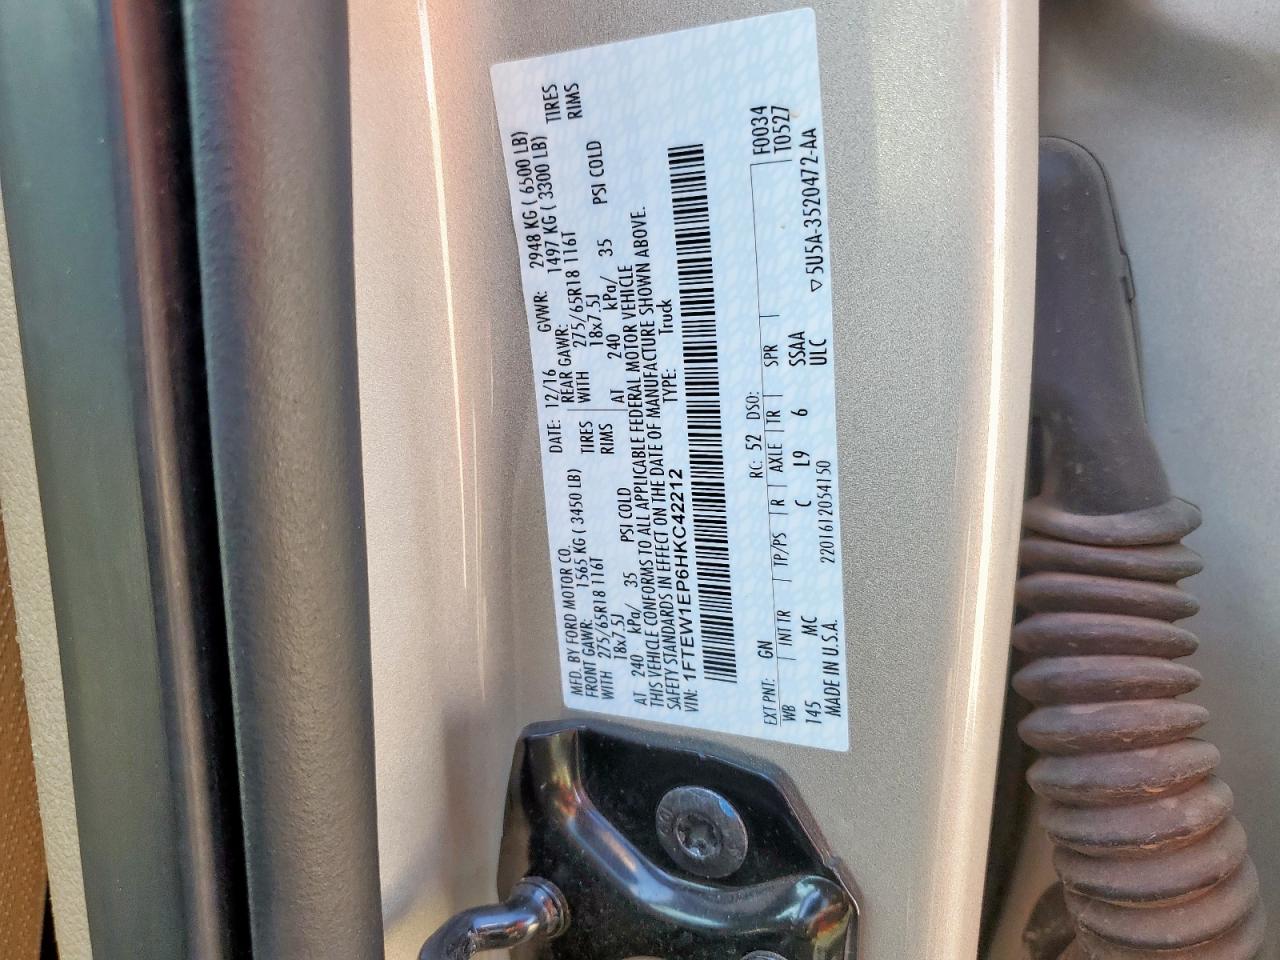 MFD. BY FORD MOTOR CO. DATE: 12/16 GVWR: 2948 KG ( 6500 LB)
FRONT GAWR: 1565 KG ( 3450 LB) REAR GAWR: 1497 KG ( 3300 LB)
WITH 275/65R18 116T TIRES WITH 275/65R18 116T TIRES
18x7.5J RIMS 18x7.5J RIMS
AT 240 kPa/ 35 PSI COLD AT 240 kPa/ 35 PSI COLD
THIS VEHICLE CONFORMS TO ALL APPLICABLE FEDERAL MOTOR VEHICLE
SAFETY STANDARDS IN EFFECT ON THE DATE OF MANUFACTURE SHOWN ABOVE.
VIN: 1FTEW1EP6HKC42212 TYPE: Truck
EXT PNT: GN RC: 52 DSO: F0034
WB INT TR TP/PS R AXLE TR SPR T0527
145 MC C L9 6 SSAA
MADE IN U.S.A. 2201612054150 ULC ▽5U5A-3520472-AA